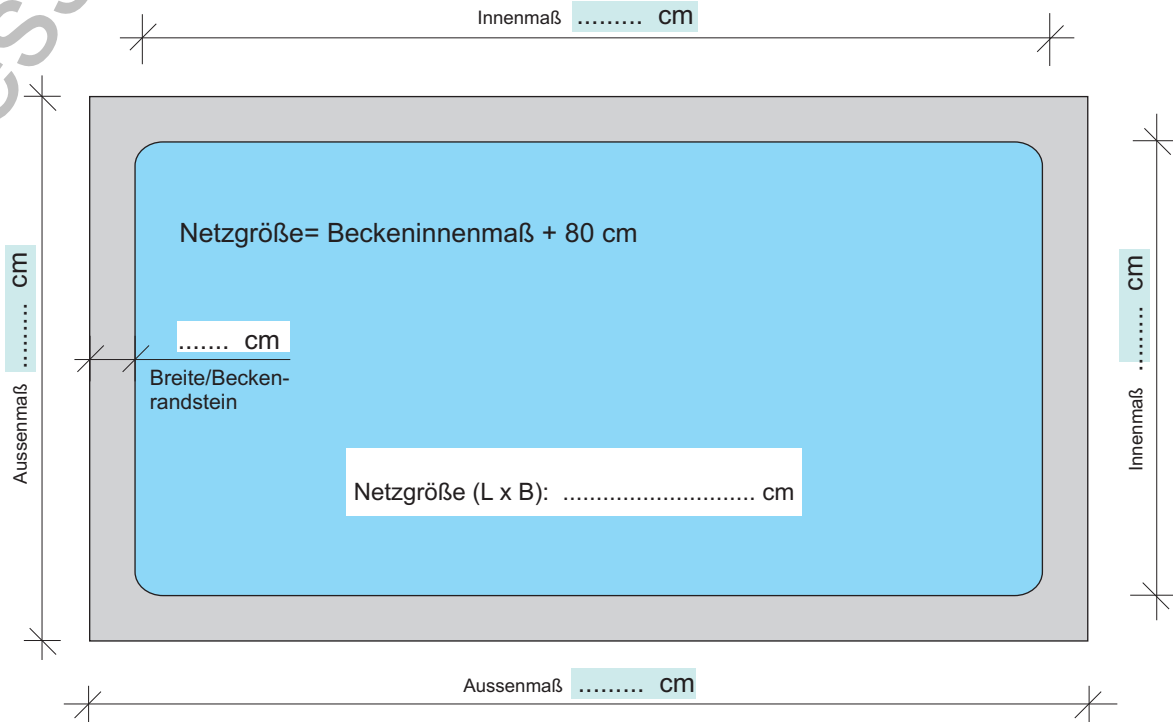 Innenmaß ......... cm
Netzgröße= Beckeninnenmaß + 80 cm
Aussenmaß ......... cm
....... cm
Breite/Becken-
randstein
Innenmaß ......... cm
Netzgröße (L x B): ............................. cm
Aussenmaß ......... cm